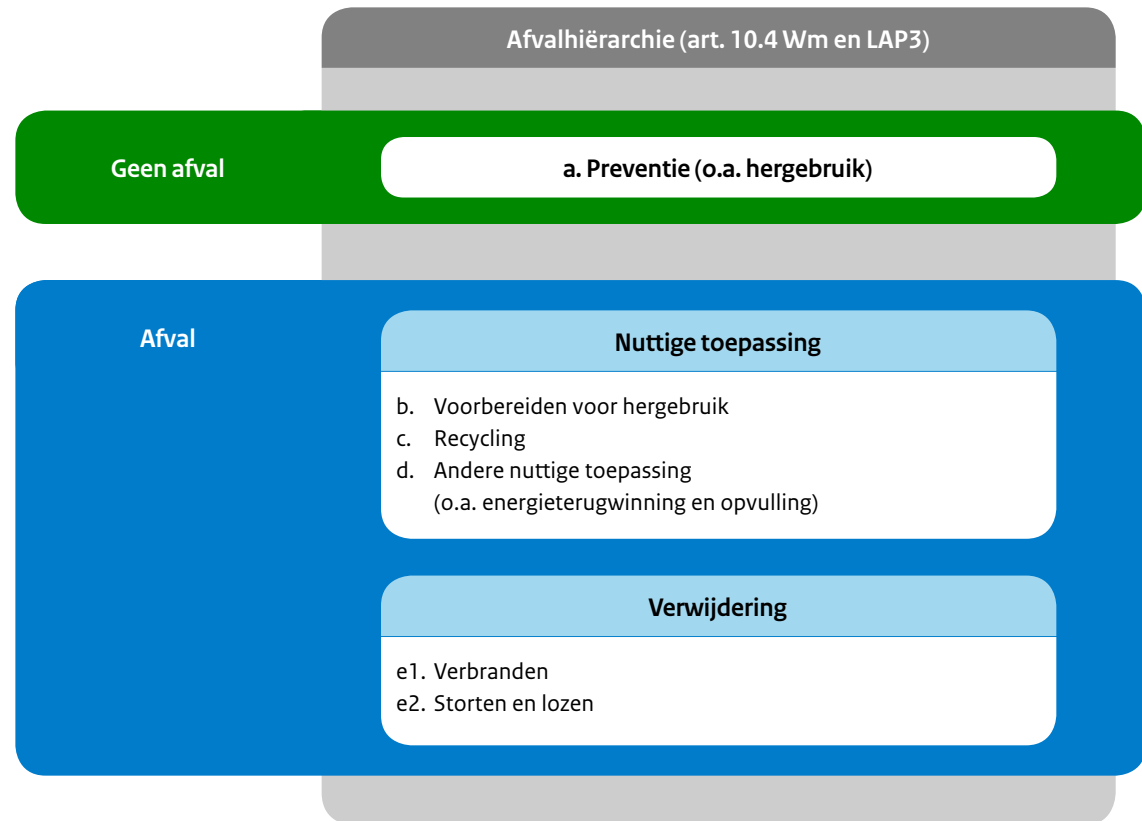 Afvalhiërarchie (art. 10.4 Wm en LAP3)
Geen afval
a. Preventie (o.a. hergebruik)
Afval
Nuttige toepassing
b. Voorbereiden voor hergebruik
c. Recycling
d. Andere nuttige toepassing
(o.a. energieterugwinning en opvulling)
Verwijdering
e1. Verbranden
e2. Storten en lozen